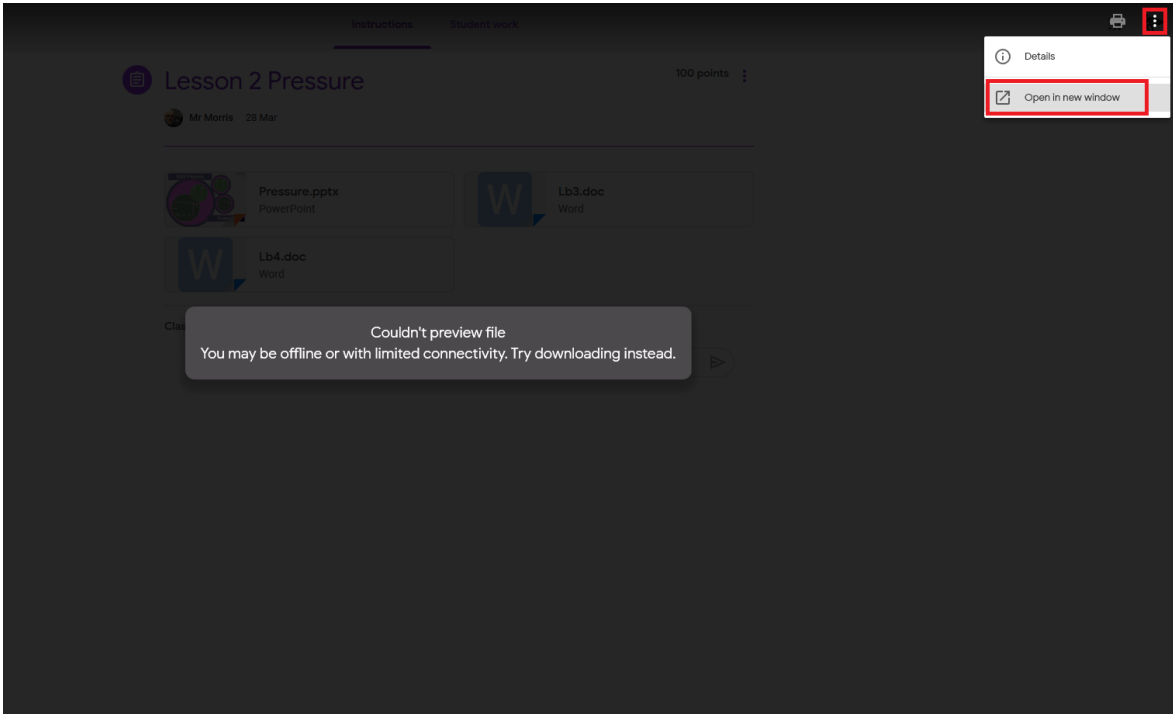 Instructions
Student work
Details
Open in new window
Lesson 2 Pressure
100 points
Mr Morris 28 Mar
Pressure.pptx
PowerPoint
Lb3.doc
Word
W
Lb4.doc
Word
W
Clas
Couldn't preview file
You may be offline or with limited connectivity. Try downloading instead.